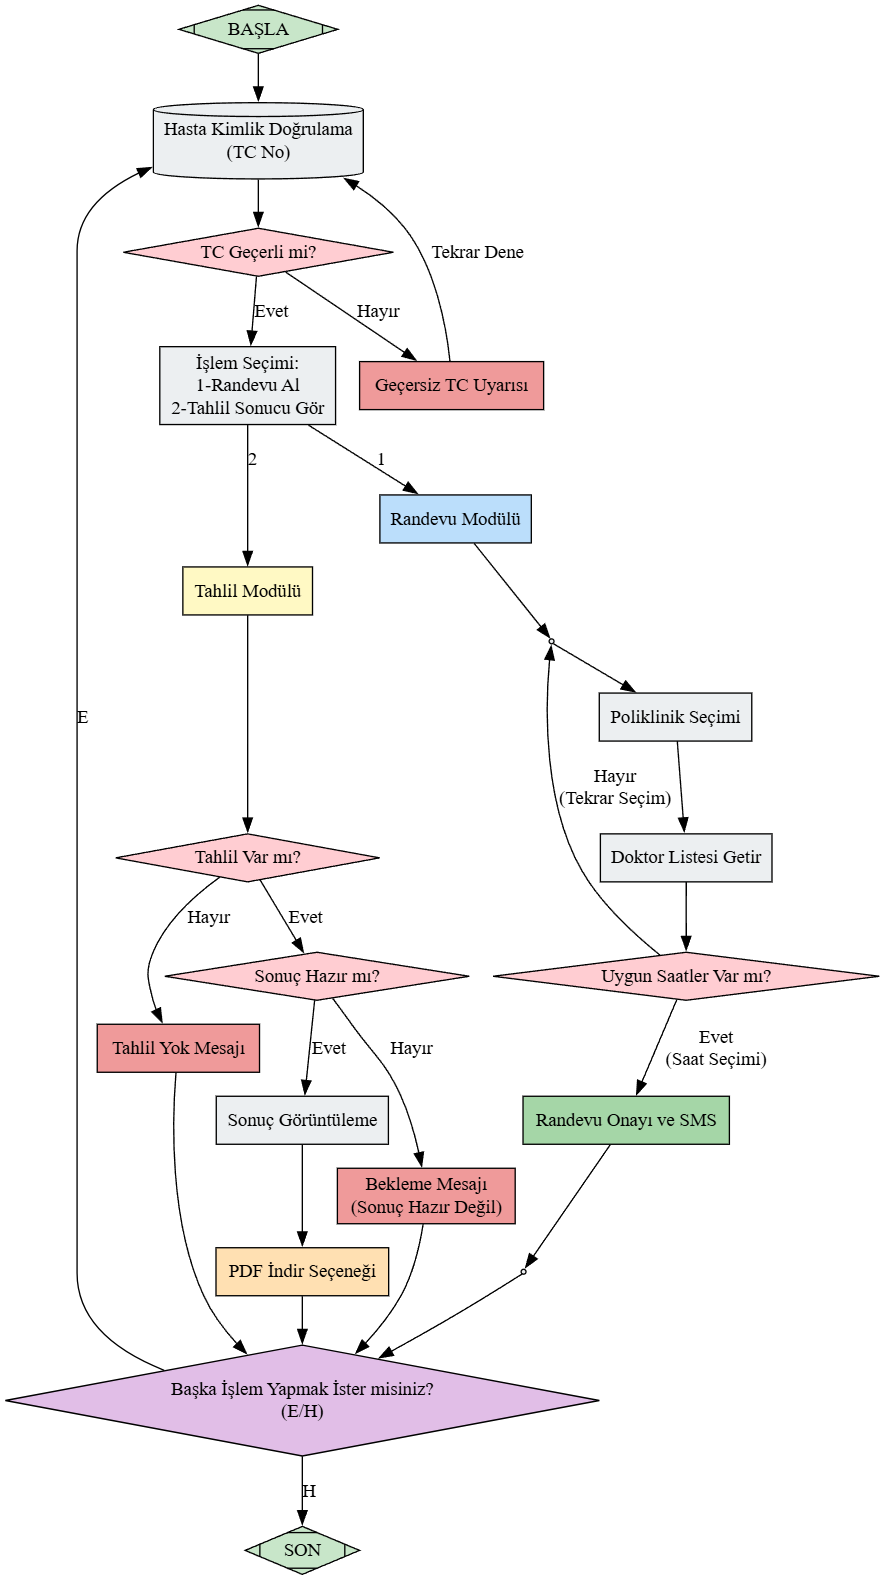 BAŞLA
Hasta Kimlik Doğrulama
(TC No)
TC Geçerli mi?
Tekrar Dene
Evet
Hayır
İşlem Seçimi:
1-Randevu Al
2-Tahlil Sonucu Gör
Geçersiz TC Uyarısı
2
1
Randevu Modülü
Tahlil Modülü
E
Poliklinik Seçimi
Hayır
(Tekrar Seçim)
Doktor Listesi Getir
Tahlil Var mı?
Hayır
Evet
Sonuç Hazır mı?
Uygun Saatler Var mı?
Tahlil Yok Mesajı
Evet
Hayır
Evet
(Saat Seçimi)
Sonuç Görüntüleme
Randevu Onayı ve SMS
Bekleme Mesajı
(Sonuç Hazır Değil)
PDF İndir Seçeneği
Başka İşlem Yapmak İster misiniz?
(E/H)
H
SON